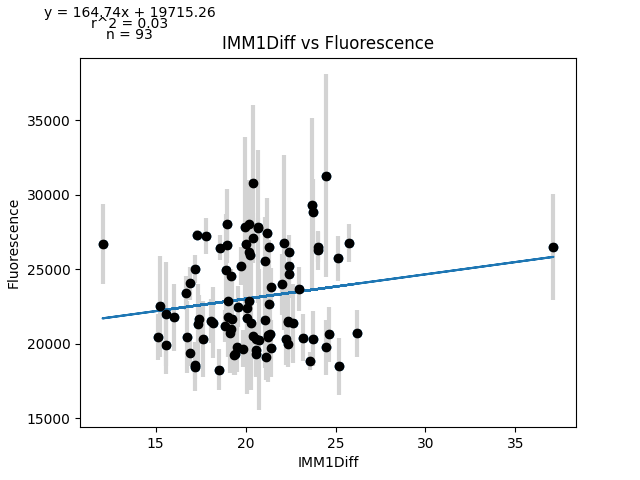 y = 164.74x + 19715.26
r^2 = 0.03
n = 93
IMM1Diff vs Fluorescence
35000
30000
25000
20000
15000
Fluorescence
15 20 25 30 35
IMM1Diff